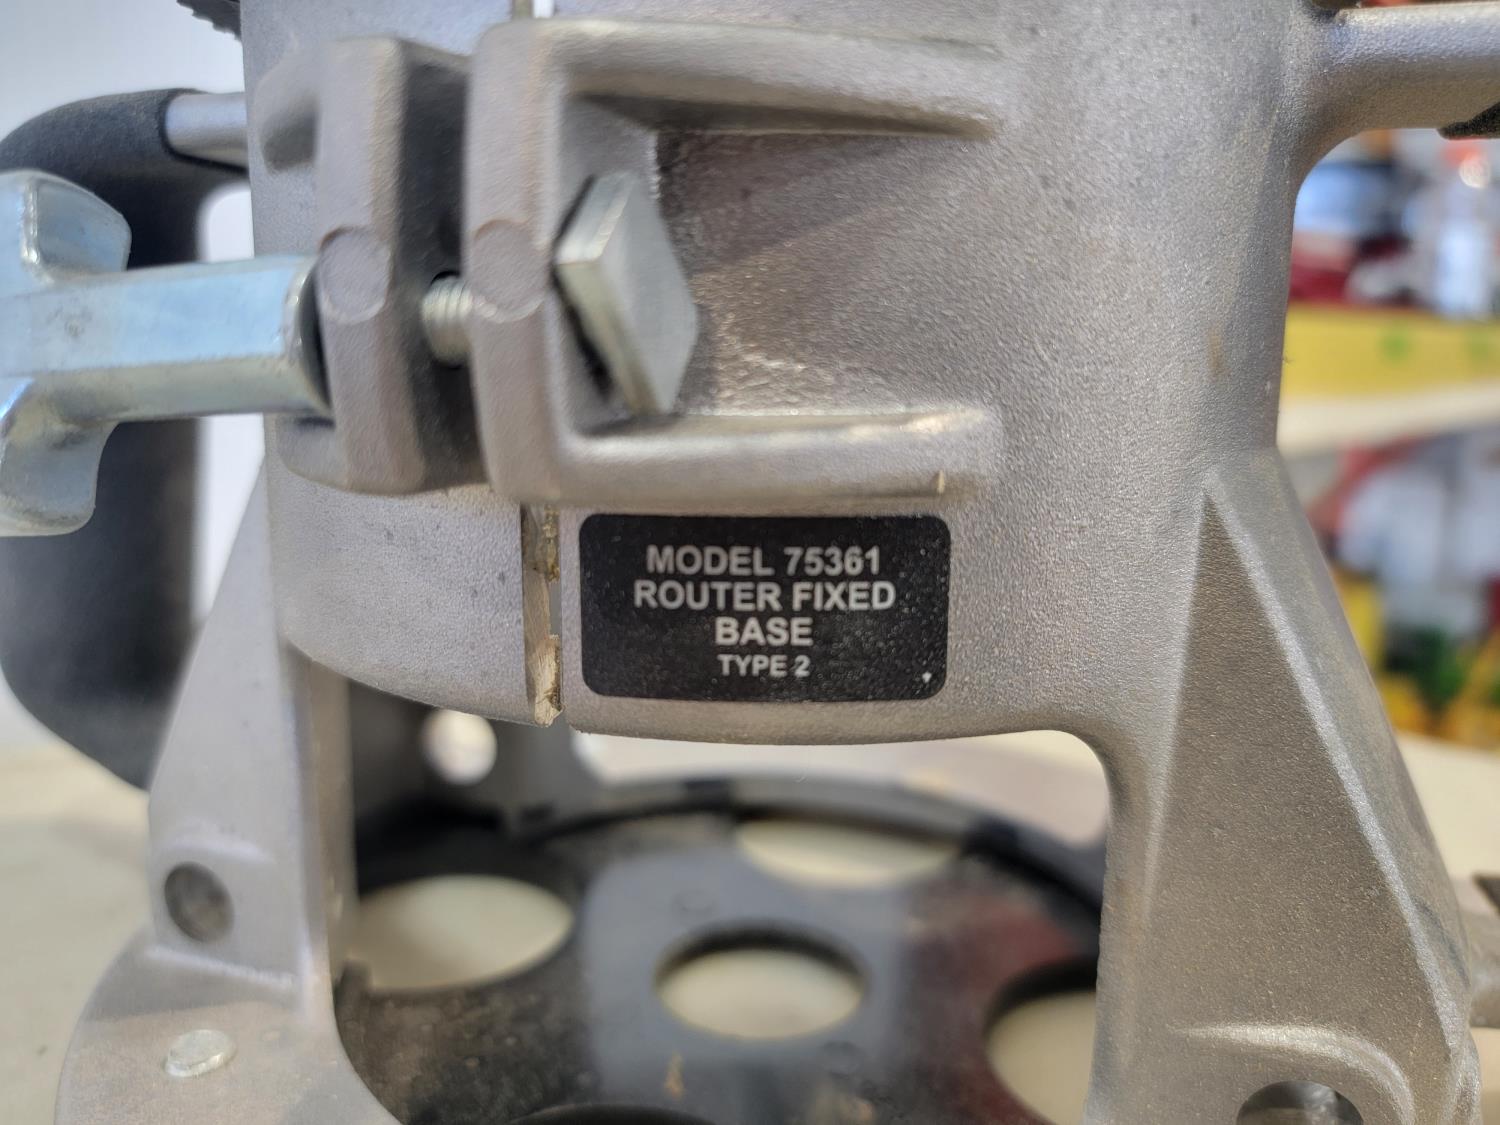 MODEL 75361
ROUTER FIXED
BASE
TYPE 2